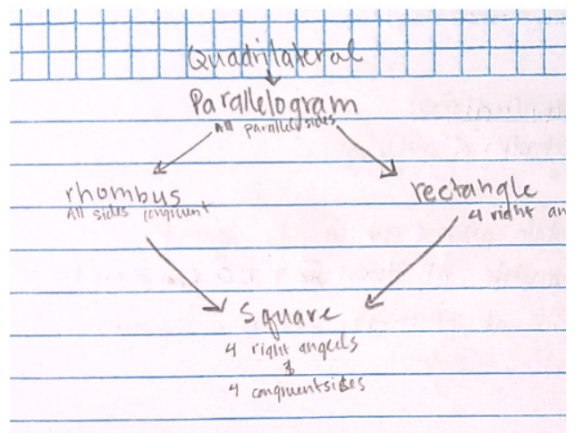 Quadrilateral
Parallelogram
All parallel sides
rhombus
All sides congruent
rectangle
4 right an
Square
4 right angels
&
4 congruentsides